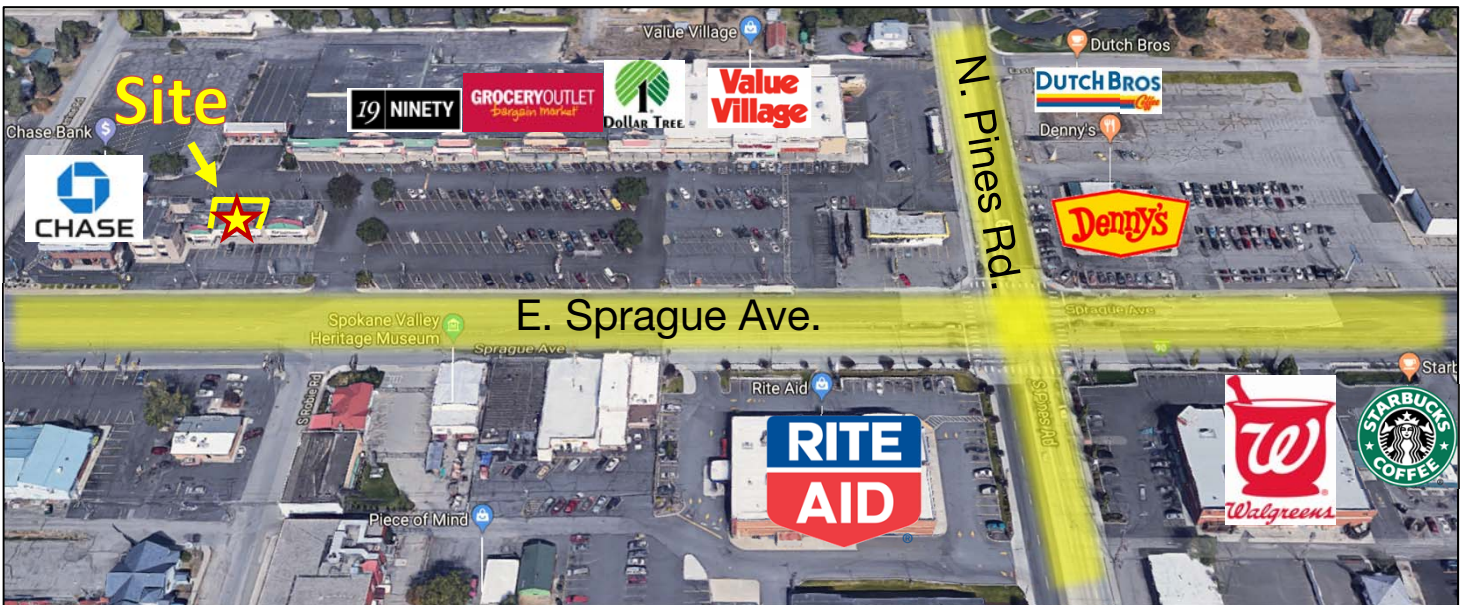 Value Village
Dutch Bros
Site
19 NINETY
GROCERY OUTLET
bargain market
DOLLAR TREE
Value
Village
N. Pines Rd.
DUTCH BROS
Coffee
Chase Bank
Denny's
CHASE
Denny's
E. Sprague Ave.
Sprague Ave
Spokane Valley
Heritage Museum
Sprague Ave
S Robie Rd
Rite Aid
Starb
RITE
AID
W
Walgreens
STARBUCKS
COFFEE
Piece of Mind